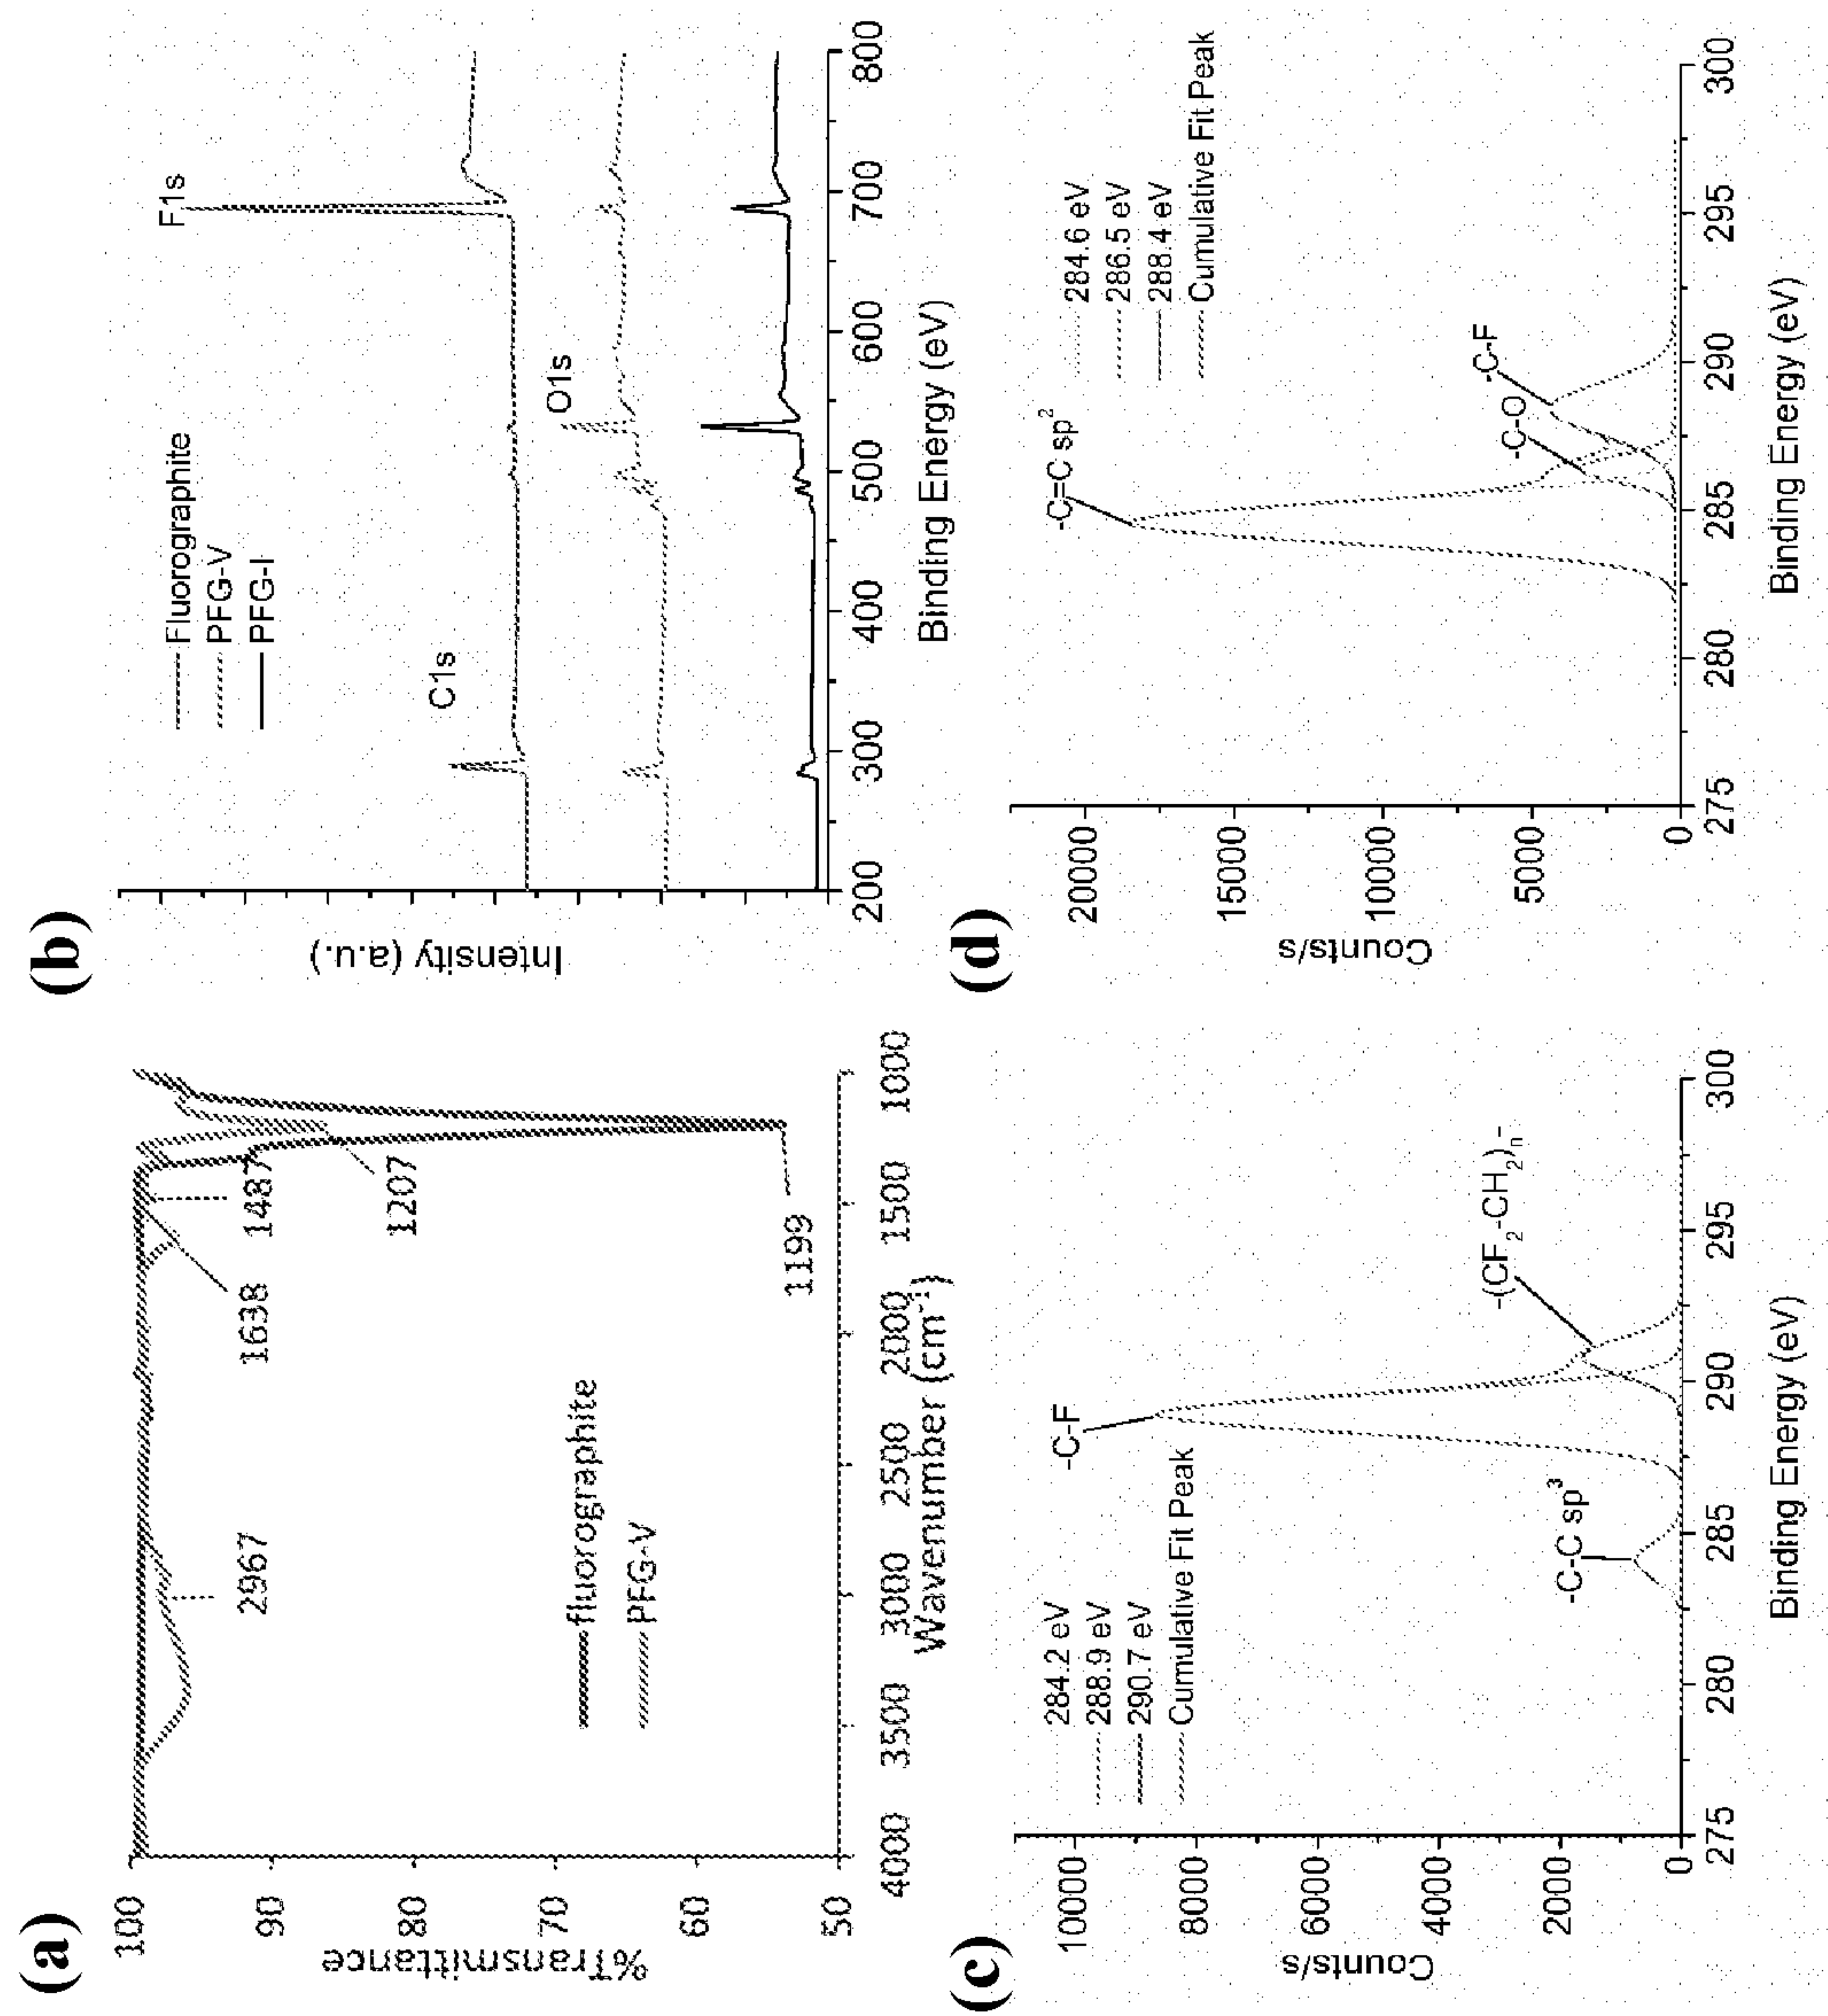 (a)
%Transmittance
100
90
80
70
60
50
2967
1638
1487
1207
1199
fluorographite
PFG-V
4000 3500 3000 2500 2000 1500 1000
Wavenumber (cm⁻¹)
(b)
Intensity (a.u.)
Fluorographite
PFG-V
PFG-I
C1s
O1s
F1s
200 300 400 500 600 700 800
Binding Energy (eV)
(c)
Counts/s
10000
8000
6000
4000
2000
0
284.2 eV
288.9 eV
290.7 eV
Cumulative Fit Peak
-C-C sp³
-C-F
-(CF₂-CH₂)ₙ-
275 280 285 290 295 300
Binding Energy (eV)
(d)
Counts/s
20000
15000
10000
5000
0
-C=C sp²
-C-O
-C-F
284.6 eV
286.5 eV
288.4 eV
Cumulative Fit Peak
275 280 285 290 295 300
Binding Energy (eV)